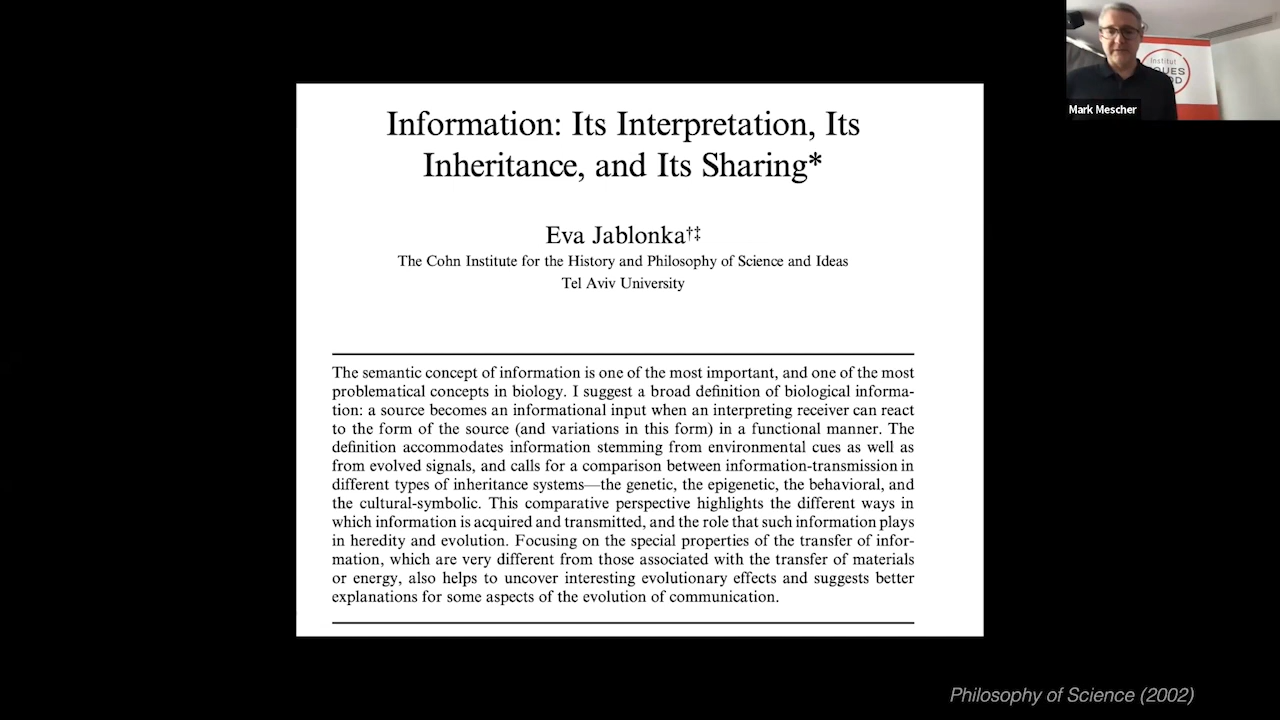 Information: Its Interpretation, Its
Inheritance, and Its Sharing*
Eva Jablonka†‡
The Cohn Institute for the History and Philosophy of Science and Ideas
Tel Aviv University
The semantic concept of information is one of the most important, and one of the most
problematical concepts in biology. I suggest a broad definition of biological informa-
tion: a source becomes an informational input when an interpreting receiver can react
to the form of the source (and variations in this form) in a functional manner. The
definition accommodates information stemming from environmental cues as well as
from evolved signals, and calls for a comparison between information-transmission in
different types of inheritance systems—the genetic, the epigenetic, the behavioral, and
the cultural-symbolic. This comparative perspective highlights the different ways in
which information is acquired and transmitted, and the role that such information plays
in heredity and evolution. Focusing on the special properties of the transfer of infor-
mation, which are very different from those associated with the transfer of materials
or energy, also helps to uncover interesting evolutionary effects and suggests better
explanations for some aspects of the evolution of communication.
Philosophy of Science (2002)
Institut
QUES
OD
Mark Mescher